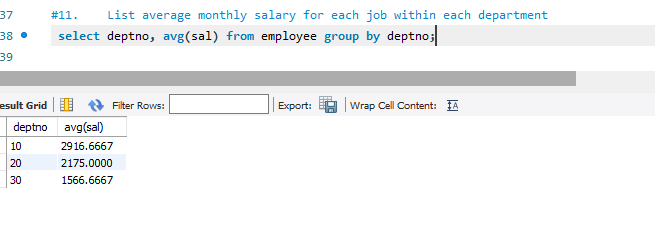 37 #11. List average monthly salary for each job within each department
38 select deptno, avg(sal) from employee group by deptno;
39
esult Grid Filter Rows: Export: Wrap Cell Content: IA
deptno avg(sal)
10 2916.6667
20 2175.0000
30 1566.6667